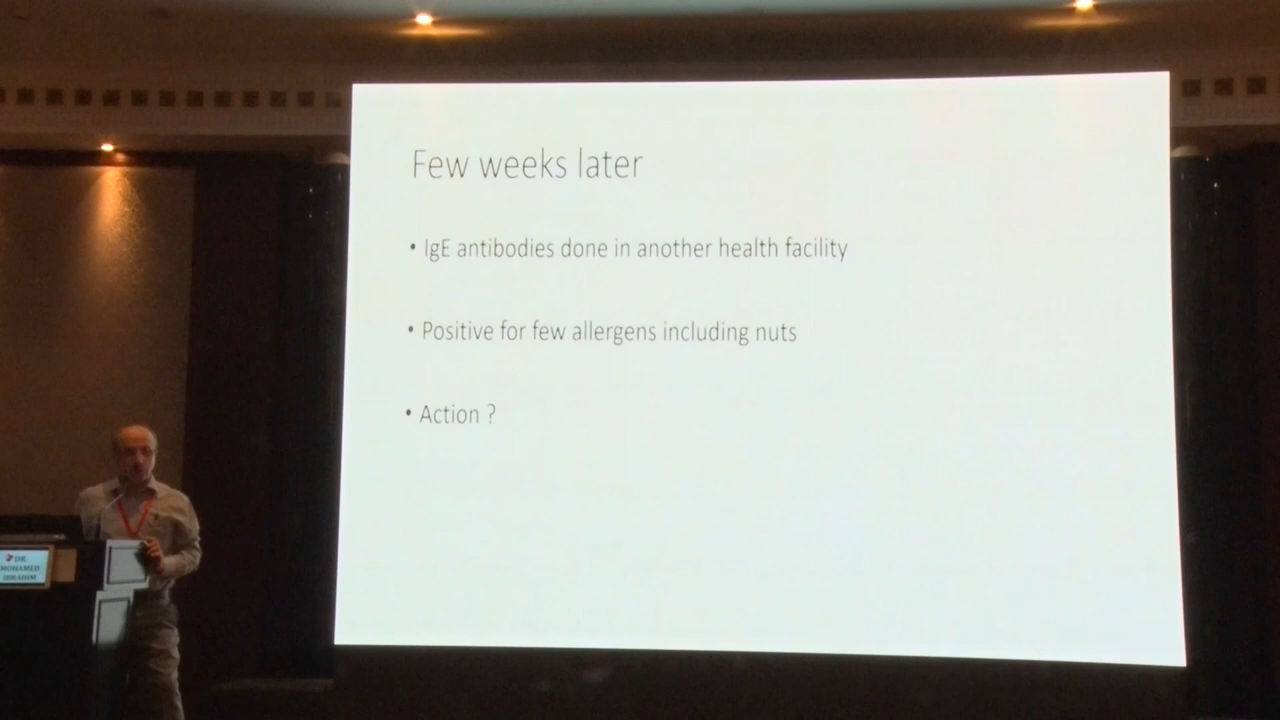 Few weeks later
• IgE antibodies done in another health facility
• Positive for few allergens including nuts
• Action ?
DR.
MOHAMED
IBRAHIM